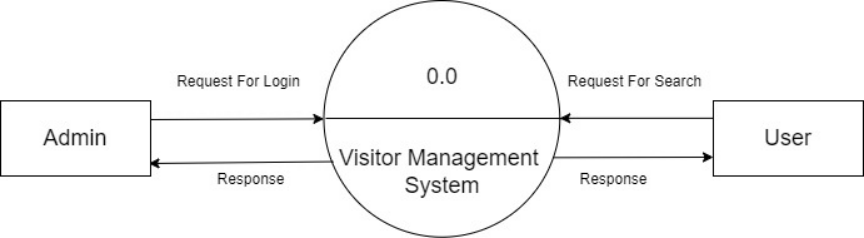 0.0
Request For Login
Request For Search
Admin
User
Visitor Management
System
Response
Response